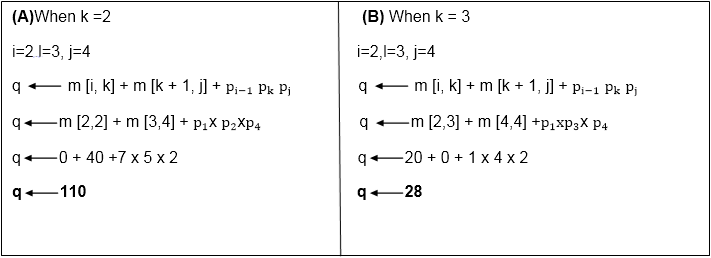 (A)When k =2
i=2.l=3, j=4
q ← m [i, k] + m [k + 1, j] + pᵢ₋₁ pₖ pⱼ
q ←m [2,2] + m [3,4] + p₁x p₂xp₄
q ←0 + 40 +7 x 5 x 2
q ←110
(B) When k = 3
i=2,l=3, j=4
q ← m [i, k] + m [k + 1, j] + pᵢ₋₁ pₖ pⱼ
q ←m [2,3] + m [4,4] +p₁xp₃x p₄
q ←20 + 0 + 1 x 4 x 2
q ←28